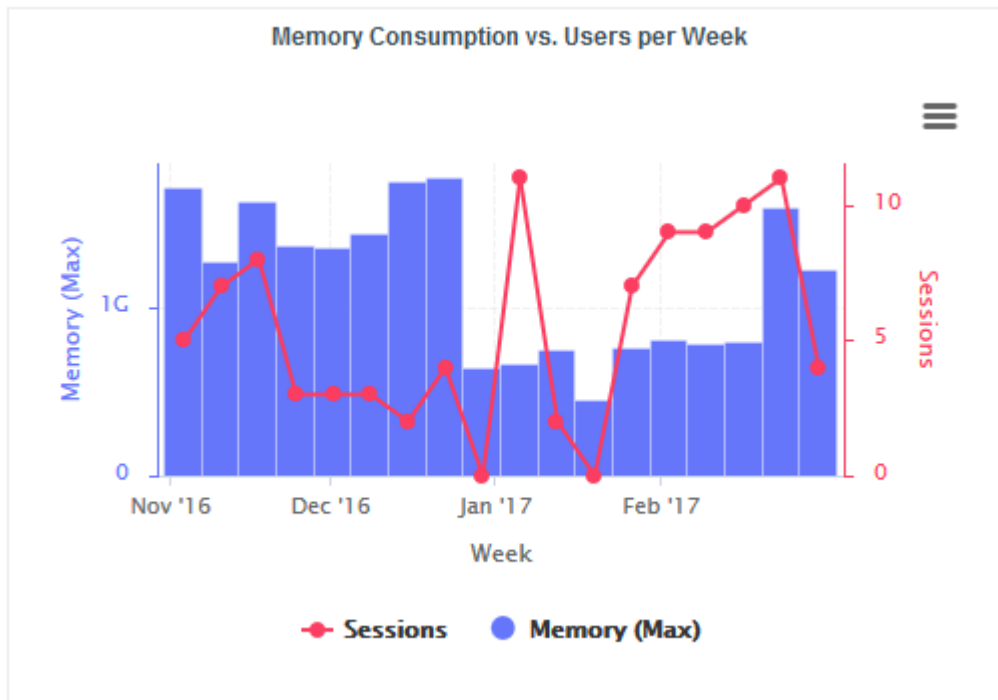 Memory Consumption vs. Users per Week
Memory (Max)
1G
0
10
5
0
Sessions
Nov '16 Dec '16 Jan '17 Feb '17
Week
Sessions Memory (Max)